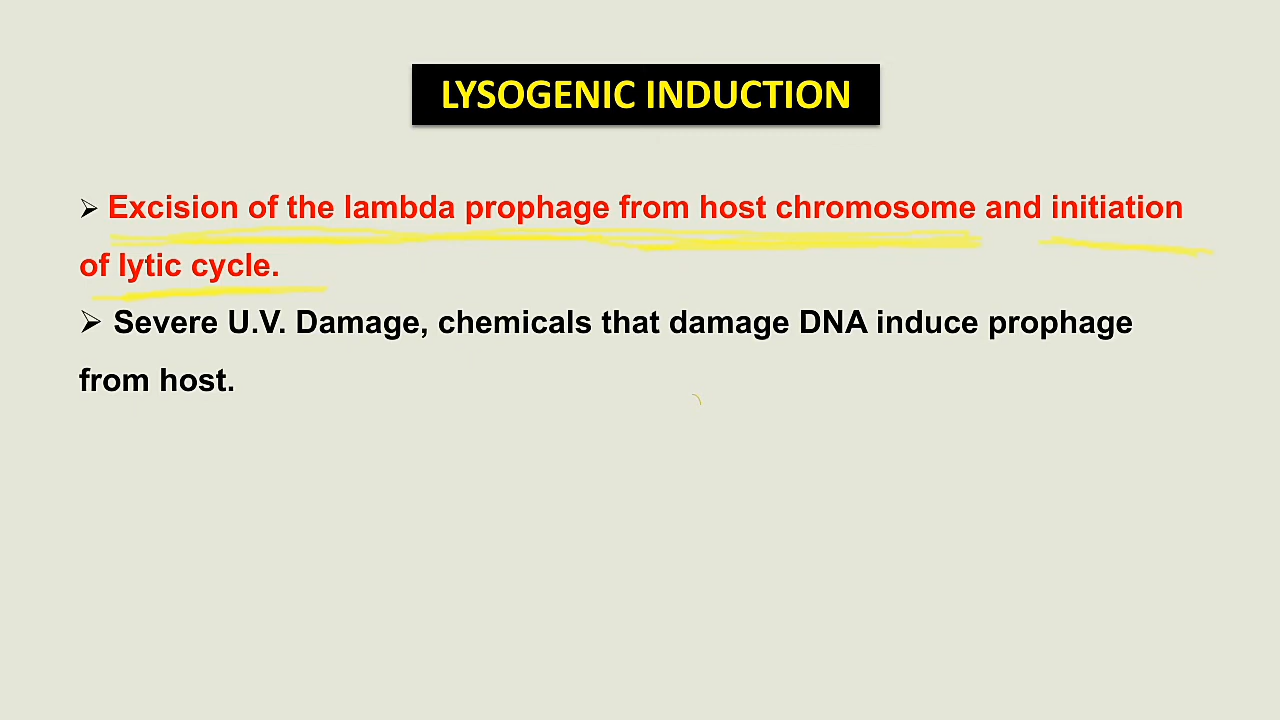 LYSOGENIC INDUCTION
➢ Excision of the lambda prophage from host chromosome and initiation
of lytic cycle.
➢ Severe U.V. Damage, chemicals that damage DNA induce prophage
from host.